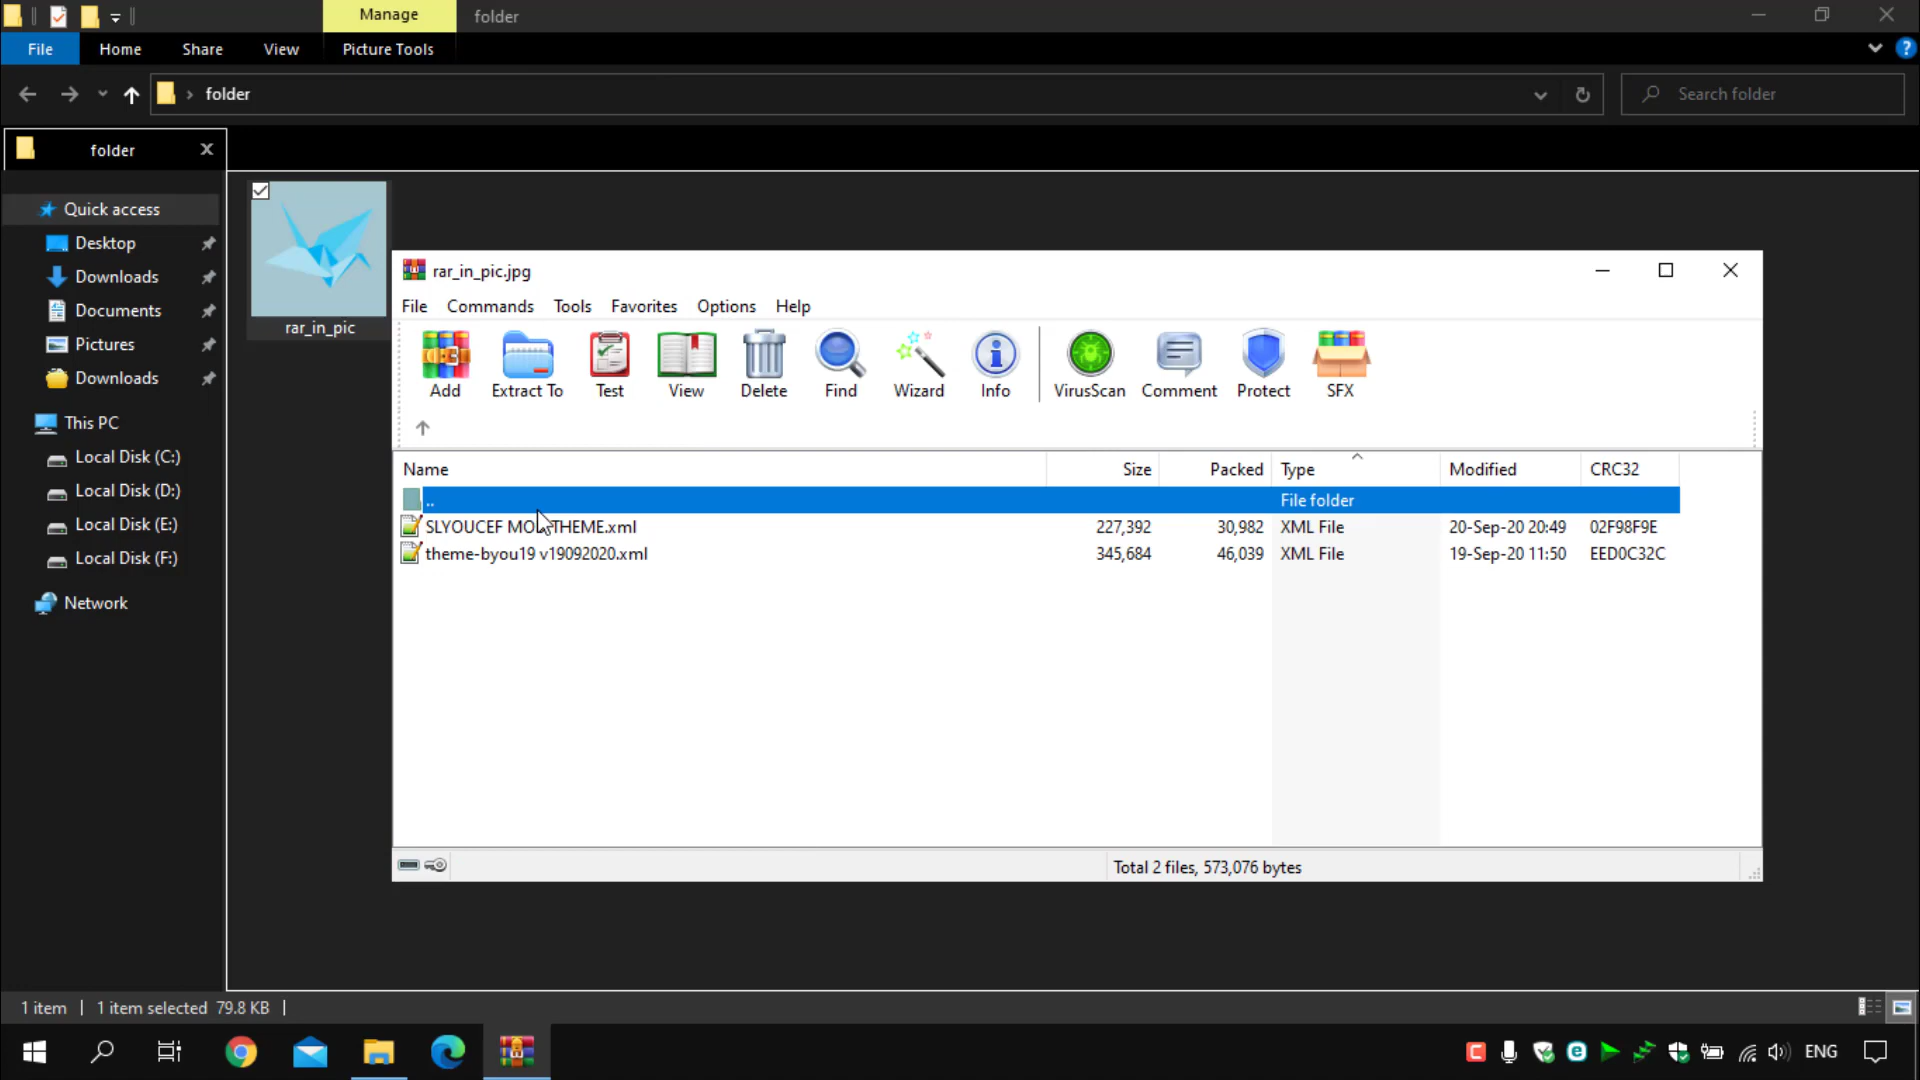 Manage
folder
File
Home
Share
View
Picture Tools
folder
Search folder
folder
Quick access
Desktop
Downloads
Documents
Pictures
Downloads
This PC
Local Disk (C:)
Local Disk (D:)
Local Disk (E:)
Local Disk (F:)
Network
rar_in_pic
rar_in_pic.jpg
File Commands Tools Favorites Options Help
Add Extract To Test View Delete Find Wizard Info VirusScan Comment Protect SFX
Name Size Packed Type Modified CRC32
.. File folder
SLYOUCEF THEME.xml 227,392 30,982 XML File 20-Sep-20 20:49 02F98F9E
theme-byou19 v19092020.xml 345,684 46,039 XML File 19-Sep-20 11:50 EED0C32C
Total 2 files, 573,076 bytes
1 item 1 item selected 79.8 KB
ENG